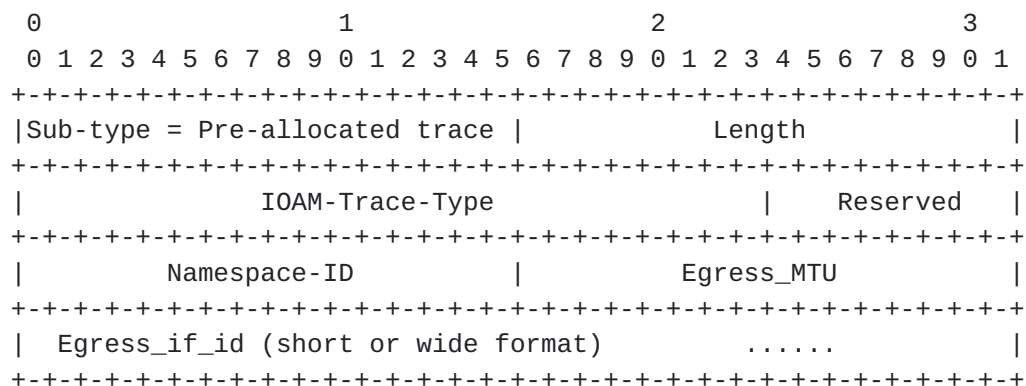 0                   1                   2                   3
 0 1 2 3 4 5 6 7 8 9 0 1 2 3 4 5 6 7 8 9 0 1 2 3 4 5 6 7 8 9 0 1
+-+-+-+-+-+-+-+-+-+-+-+-+-+-+-+-+-+-+-+-+-+-+-+-+-+-+-+-+-+-+-+-+
|Sub-type = Pre-allocated trace |            Length             |
+-+-+-+-+-+-+-+-+-+-+-+-+-+-+-+-+-+-+-+-+-+-+-+-+-+-+-+-+-+-+-+-+
|               IOAM-Trace-Type                 |    Reserved   |
+-+-+-+-+-+-+-+-+-+-+-+-+-+-+-+-+-+-+-+-+-+-+-+-+-+-+-+-+-+-+-+-+
|         Namespace-ID          |          Egress_MTU           |
+-+-+-+-+-+-+-+-+-+-+-+-+-+-+-+-+-+-+-+-+-+-+-+-+-+-+-+-+-+-+-+-+
|  Egress_if_id (short or wide format)         ......           |
+-+-+-+-+-+-+-+-+-+-+-+-+-+-+-+-+-+-+-+-+-+-+-+-+-+-+-+-+-+-+-+-+